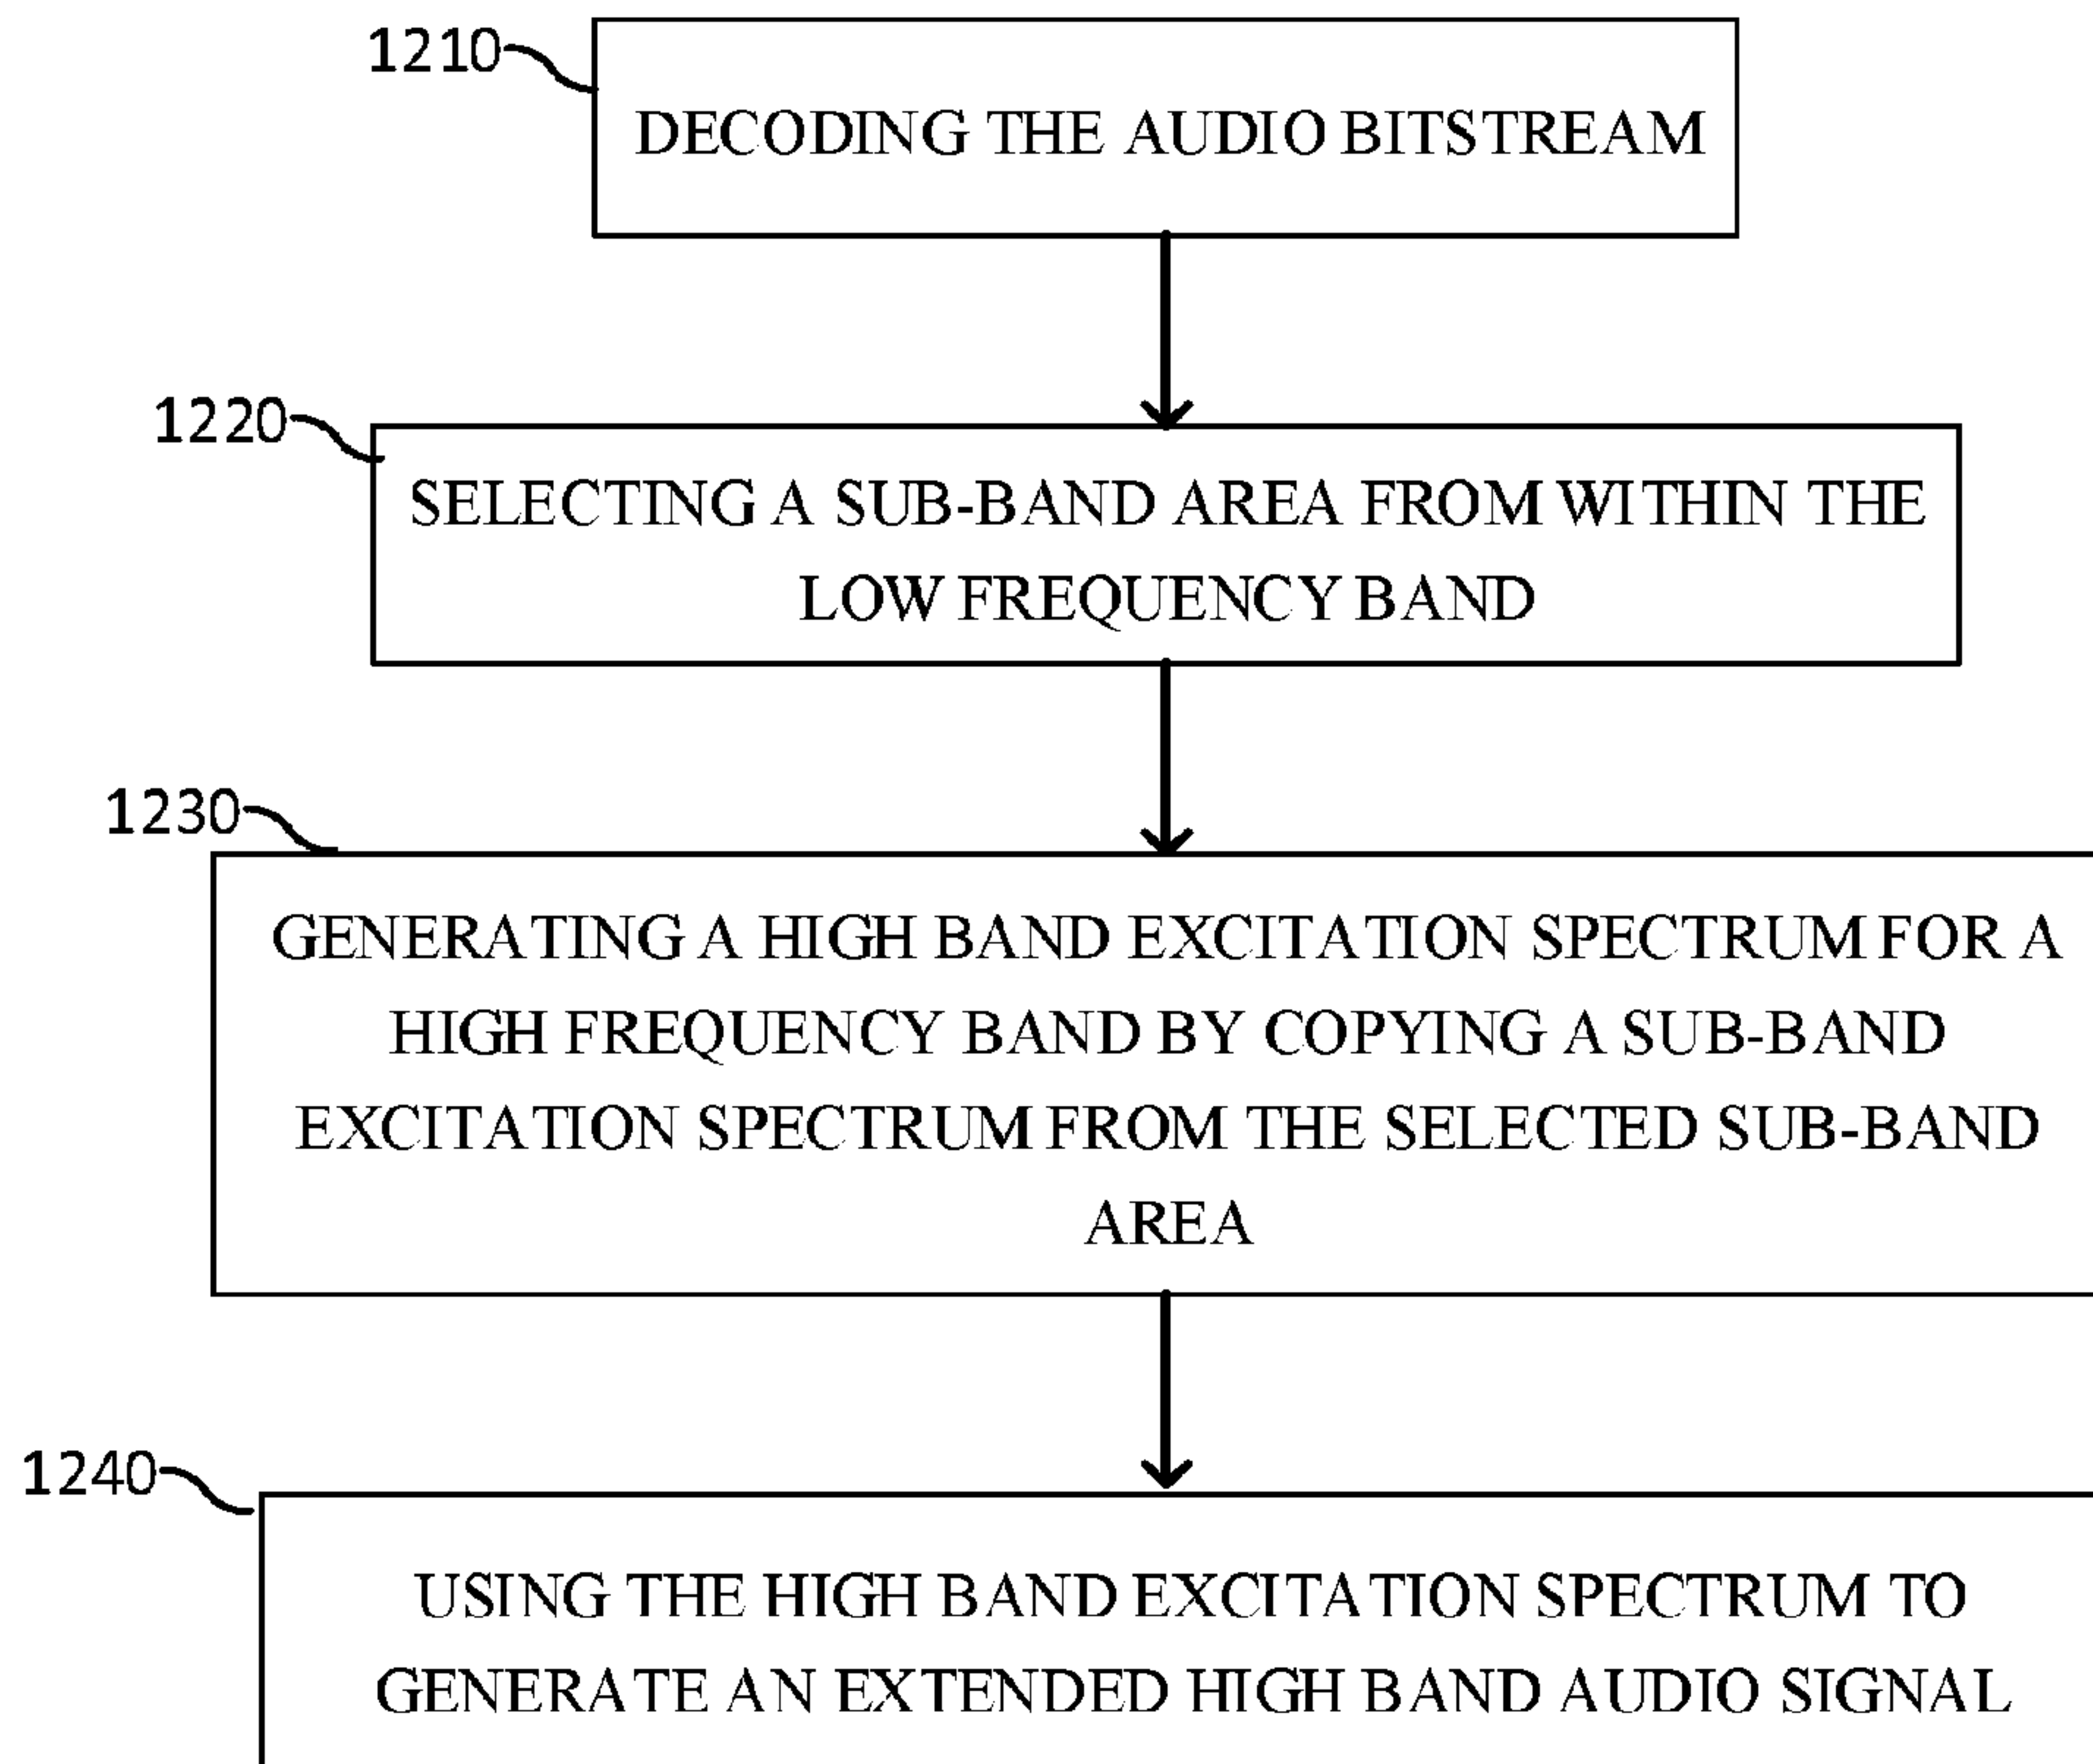 1210
DECODING THE AUDIO BITSTREAM
1220
SELECTING A SUB-BAND AREA FROM WITHIN THE
LOW FREQUENCY BAND
1230
GENERATING A HIGH BAND EXCITATION SPECTRUM FOR A
HIGH FREQUENCY BAND BY COPYING A SUB-BAND
EXCITATION SPECTRUM FROM THE SELECTED SUB-BAND
AREA
1240
USING THE HIGH BAND EXCITATION SPECTRUM TO
GENERATE AN EXTENDED HIGH BAND AUDIO SIGNAL